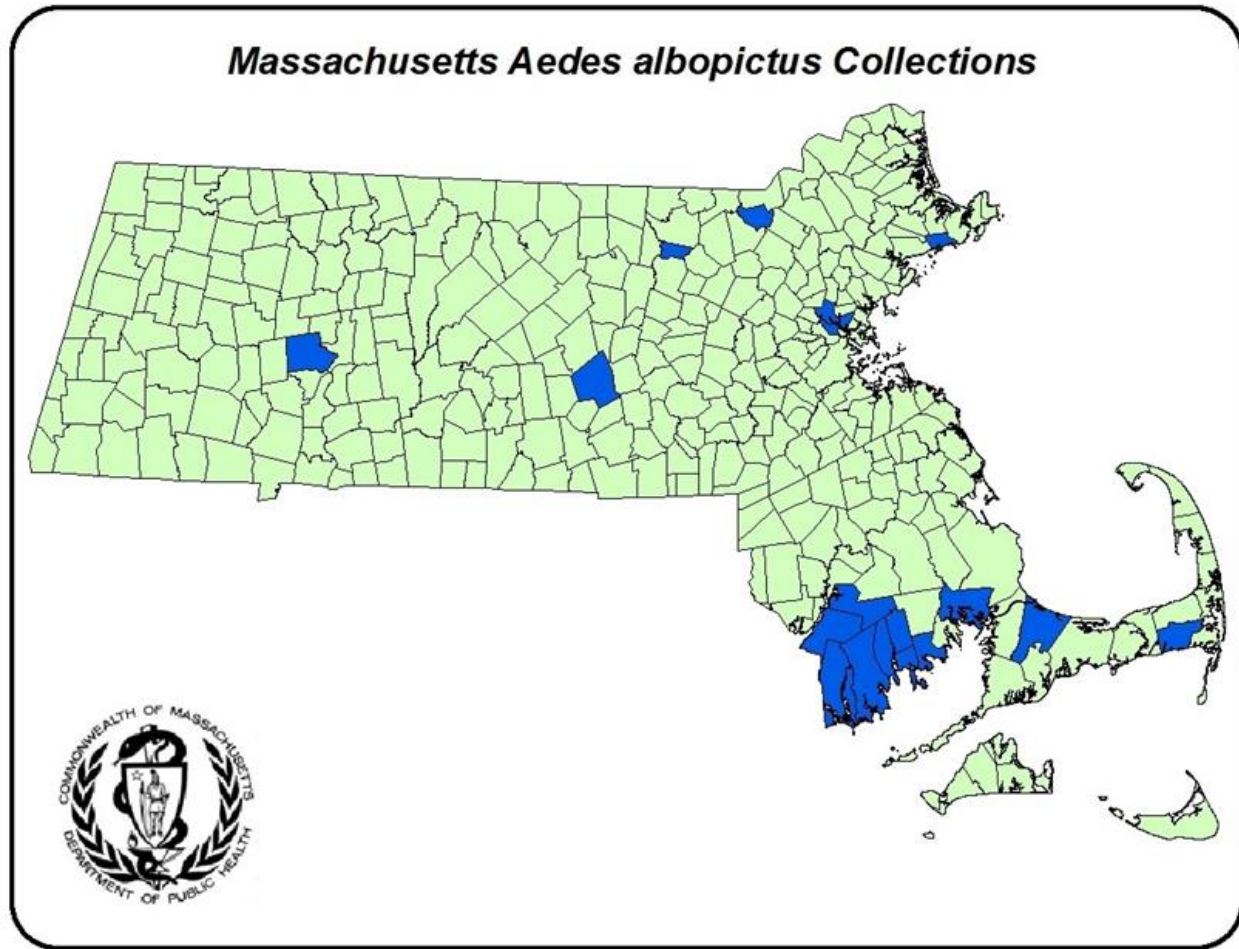 Massachusetts Aedes albopictus Collections
COMMONWEALTH OF MASSACHUSETTS
DEPARTMENT OF PUBLIC HEALTH